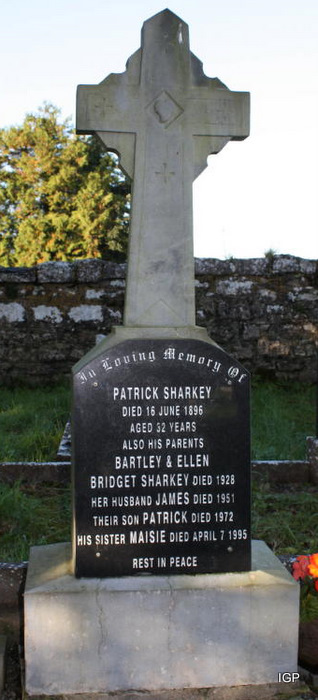 In Loving Memory Of
PATRICK SHARKEY
DIED 16 JUNE 1896
AGED 32 YEARS
ALSO HIS PARENTS
BARTLEY & ELLEN
BRIDGET SHARKEY DIED 1928
HER HUSBAND JAMES DIED 1951
THEIR SON PATRICK DIED 1972
HIS SISTER MAISIE DIED APRIL 7 1995
REST IN PEACE
IGP